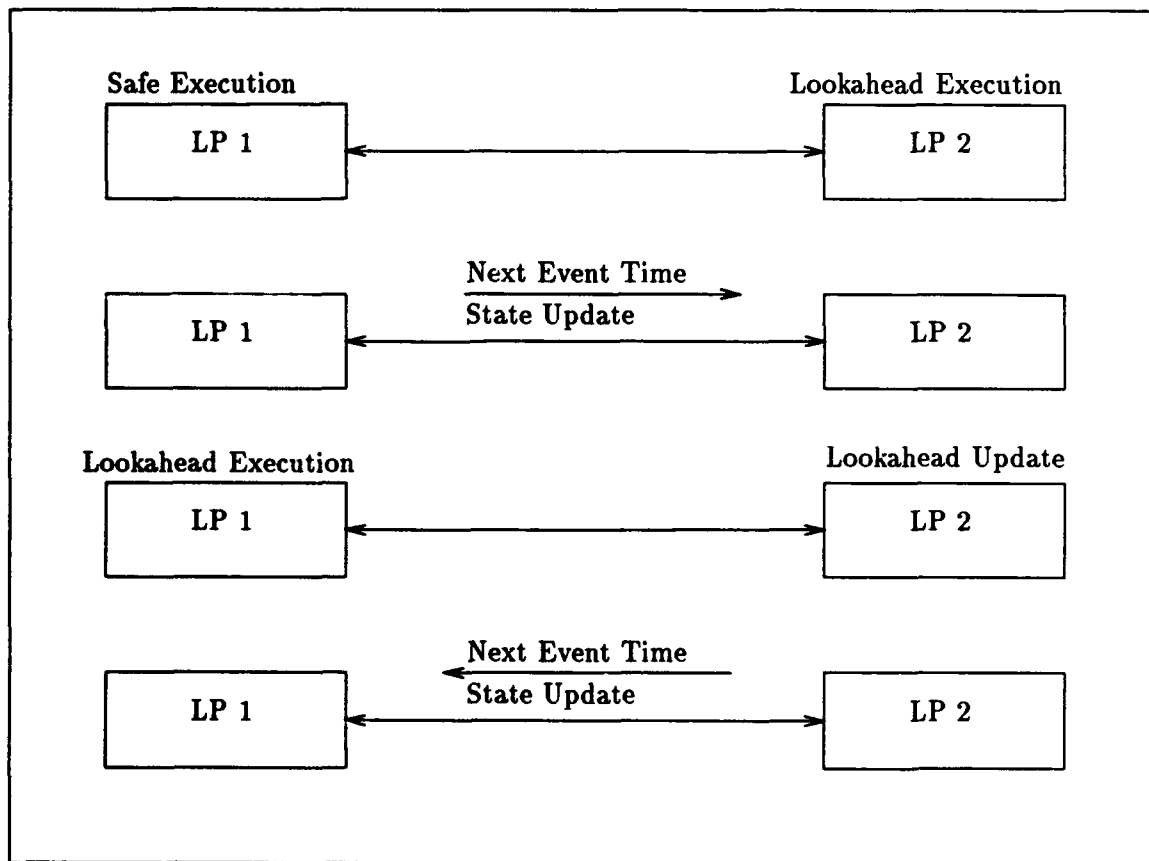 Safe Execution
Lookahead Execution
LP 1
LP 2
Next Event Time
State Update
LP 1
LP 2
Lookahead Execution
Lookahead Update
LP 1
LP 2
Next Event Time
State Update
LP 1
LP 2